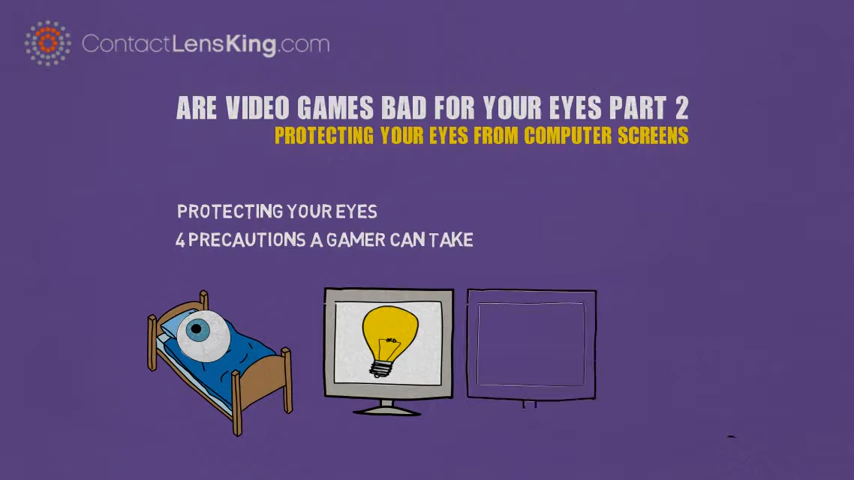 ContactLensKing.com
ARE VIDEO GAMES BAD FOR YOUR EYES PART 2
PROTECTING YOUR EYES FROM COMPUTER SCREENS
PROTECTING YOUR EYES
4 PRECAUTIONS A GAMER CAN TAKE